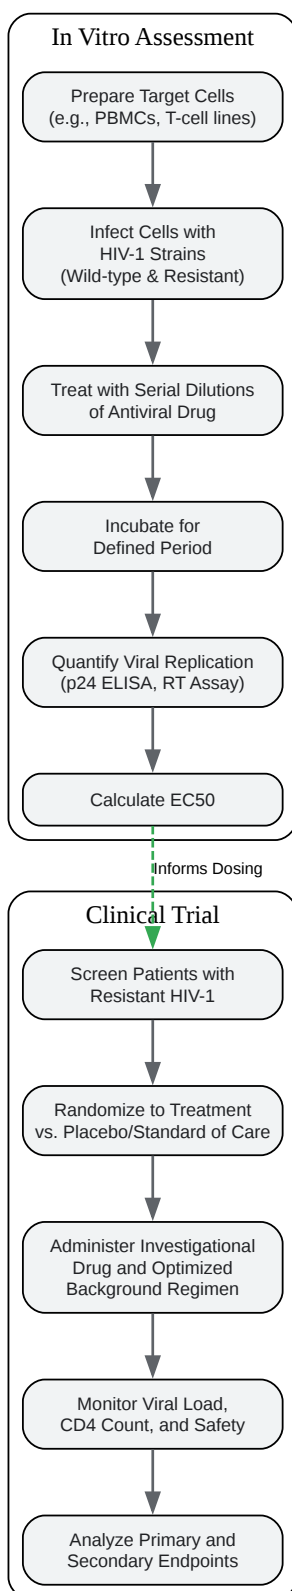 In Vitro Assessment
Prepare Target Cells
(e.g., PBMCs, T-cell lines)
Infect Cells with
HIV-1 Strains
(Wild-type & Resistant)
Treat with Serial Dilutions
of Antiviral Drug
Incubate for
Defined Period
Quantify Viral Replication
(p24 ELISA, RT Assay)
Calculate EC50
Informs Dosing
Clinical Trial
Screen Patients with
Resistant HIV-1
Randomize to Treatment
vs. Placebo/Standard of Care
Administer Investigational
Drug and Optimized
Background Regimen
Monitor Viral Load,
CD4 Count, and Safety
Analyze Primary and
Secondary Endpoints